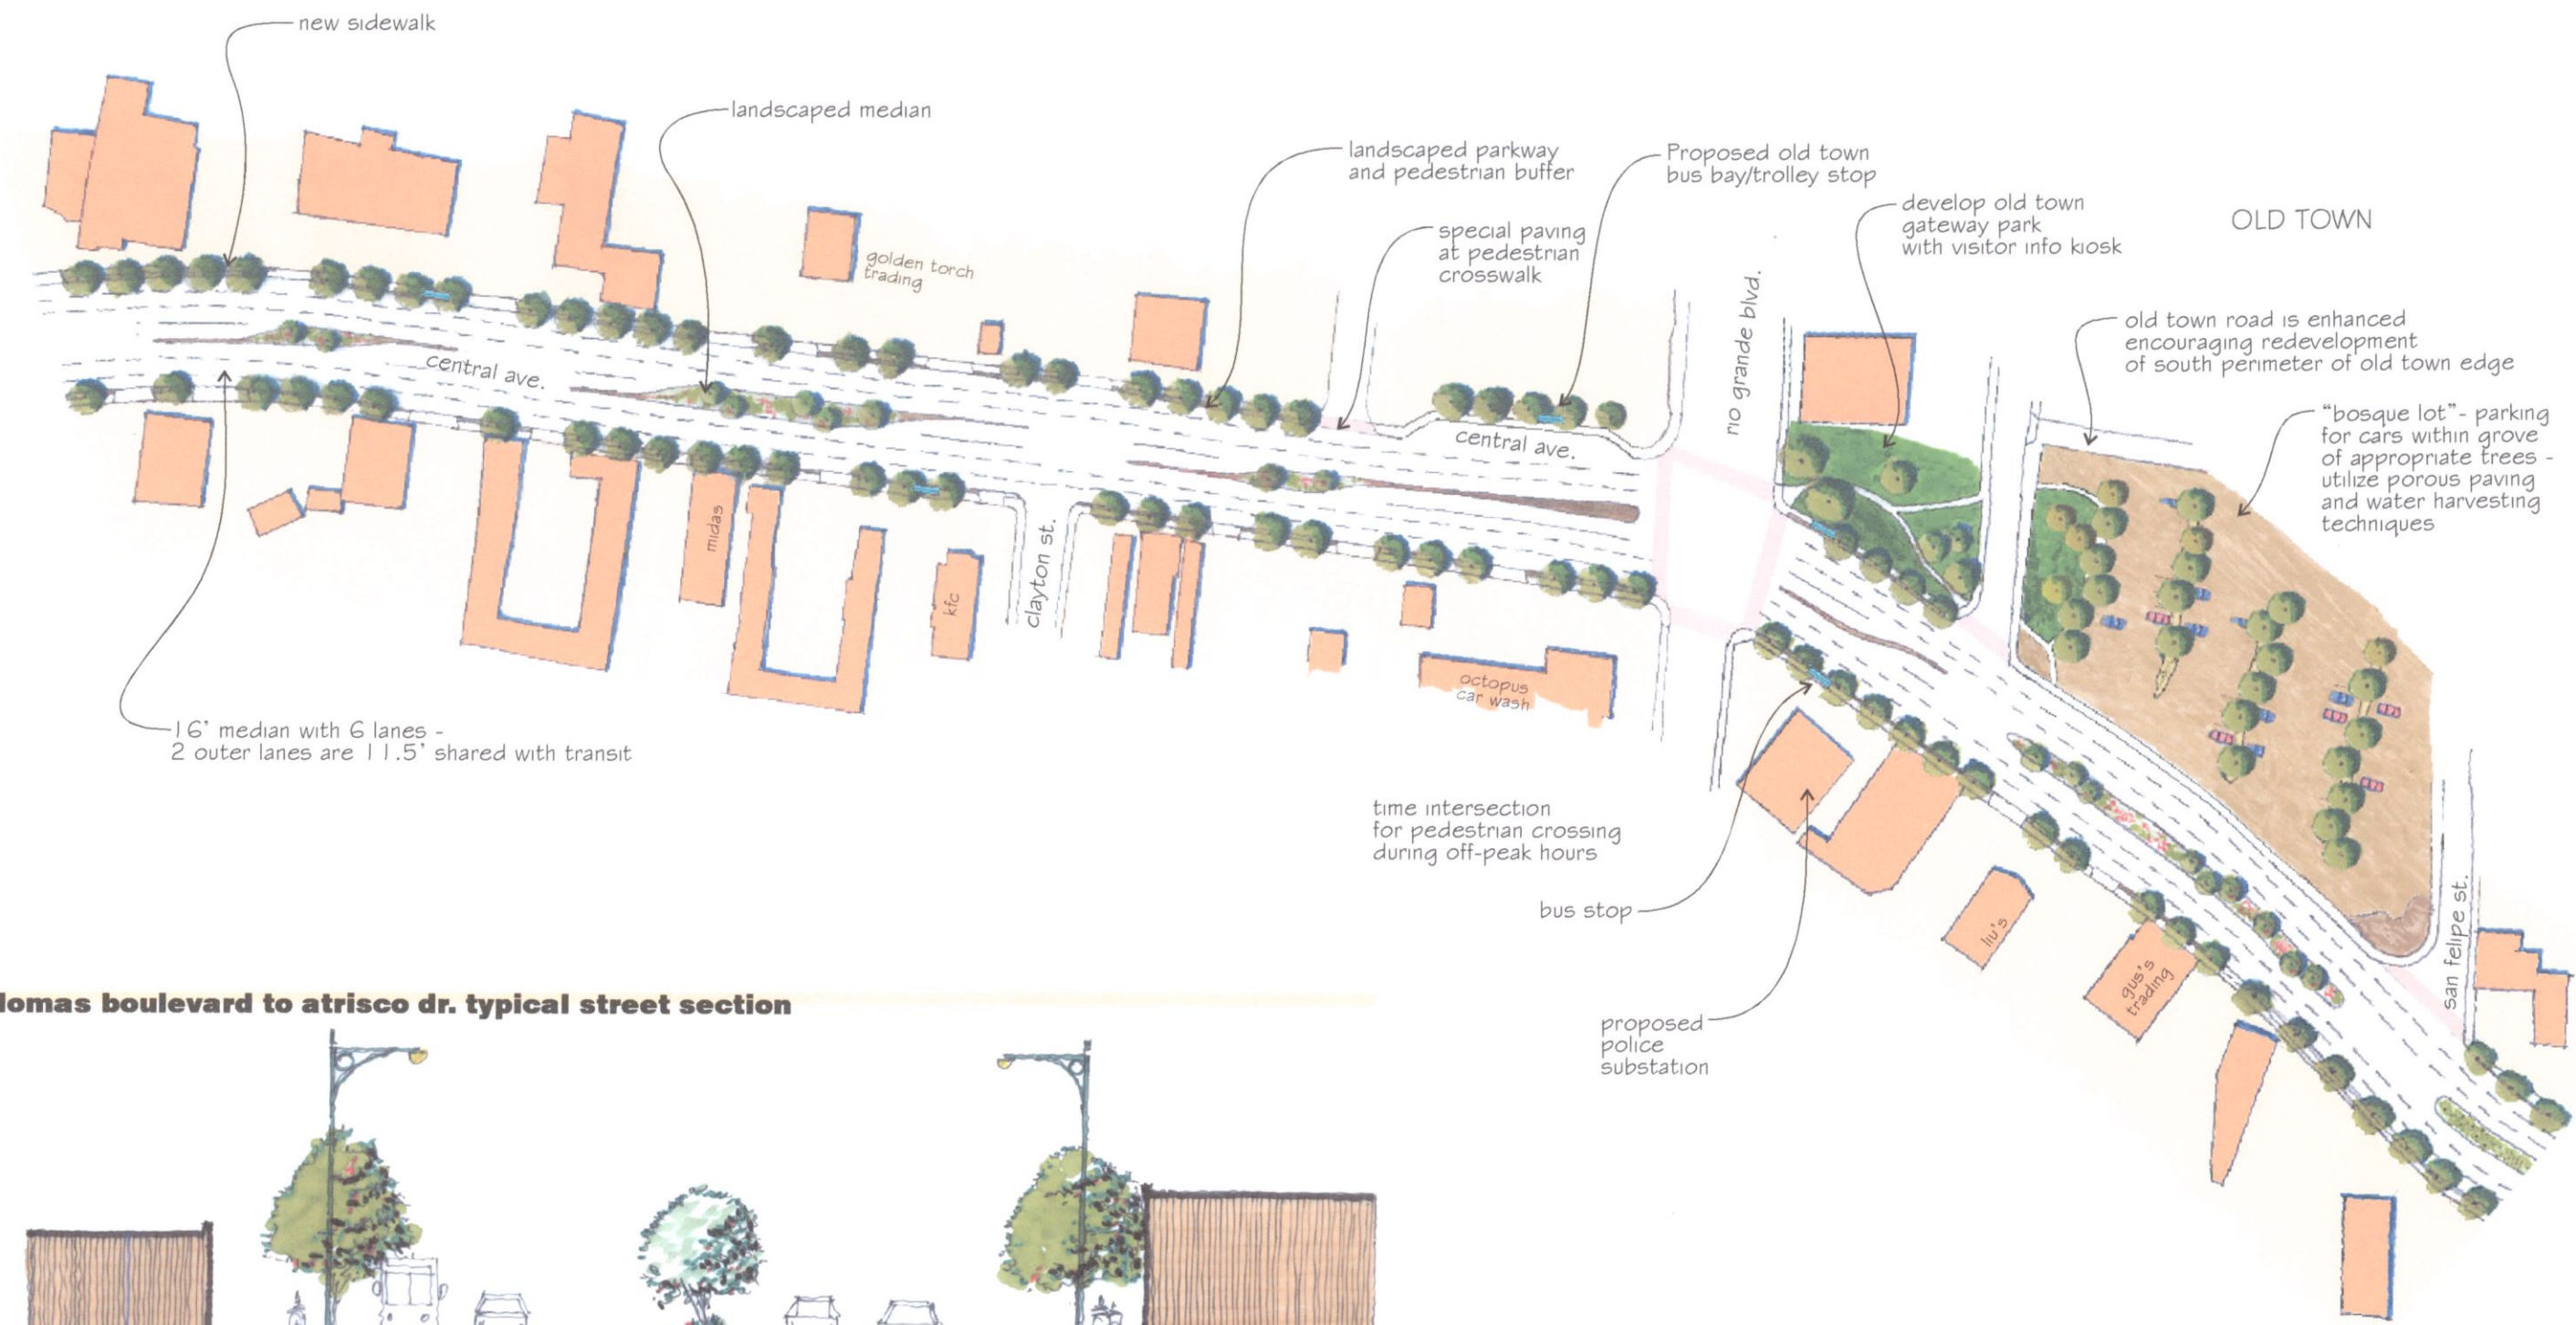 new sidewalk
landscaped median
landscaped parkway
and pedestrian buffer
Proposed old town
bus bay/trolley stop
special paving
at pedestrian
crosswalk
develop old town
gateway park
with visitor info kiosk
OLD TOWN
old town road is enhanced
encouraging redevelopment
of south perimeter of old town edge
"bosque lot"- parking
for cars within grove
of appropriate trees -
utilize porous paving
and water harvesting
techniques
golden torch
trading
rio grande blvd.
central ave.
central ave.
midas
kfc
clayton st.
octopus
car wash
16' median with 6 lanes -
2 outer lanes are 11.5' shared with transit
time intersection
for pedestrian crossing
during off-peak hours
bus stop
proposed
police
substation
liu's
gus's
trading
san felipe st.
lomas boulevard to atrisco dr. typical street section